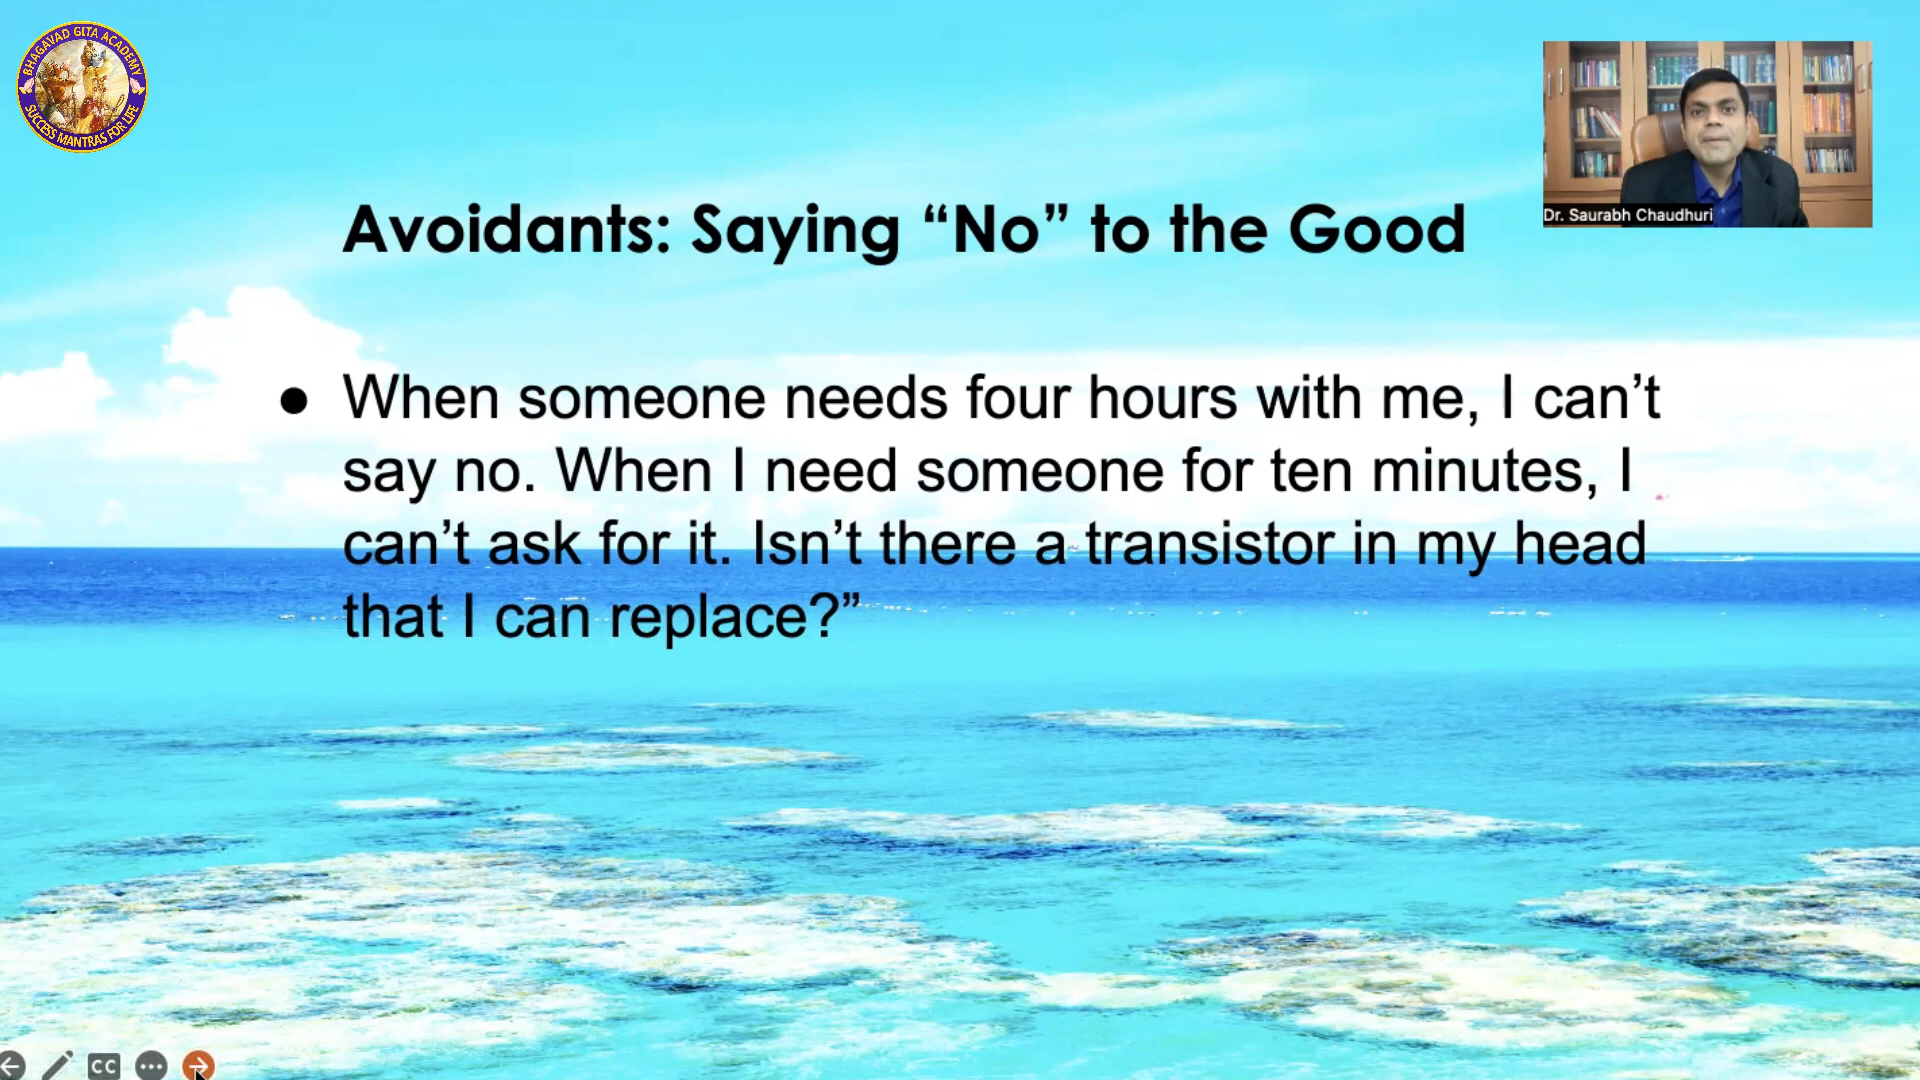 BHAGAVAD GITA ACADEMY
SUCCESS MANTRAS FOR LIFE
Dr. Saurabh Chaudhuri
Avoidants: Saying “No” to the Good
● When someone needs four hours with me, I can’t
say no. When I need someone for ten minutes, I
can’t ask for it. Isn’t there a transistor in my head
that I can replace?”
CC